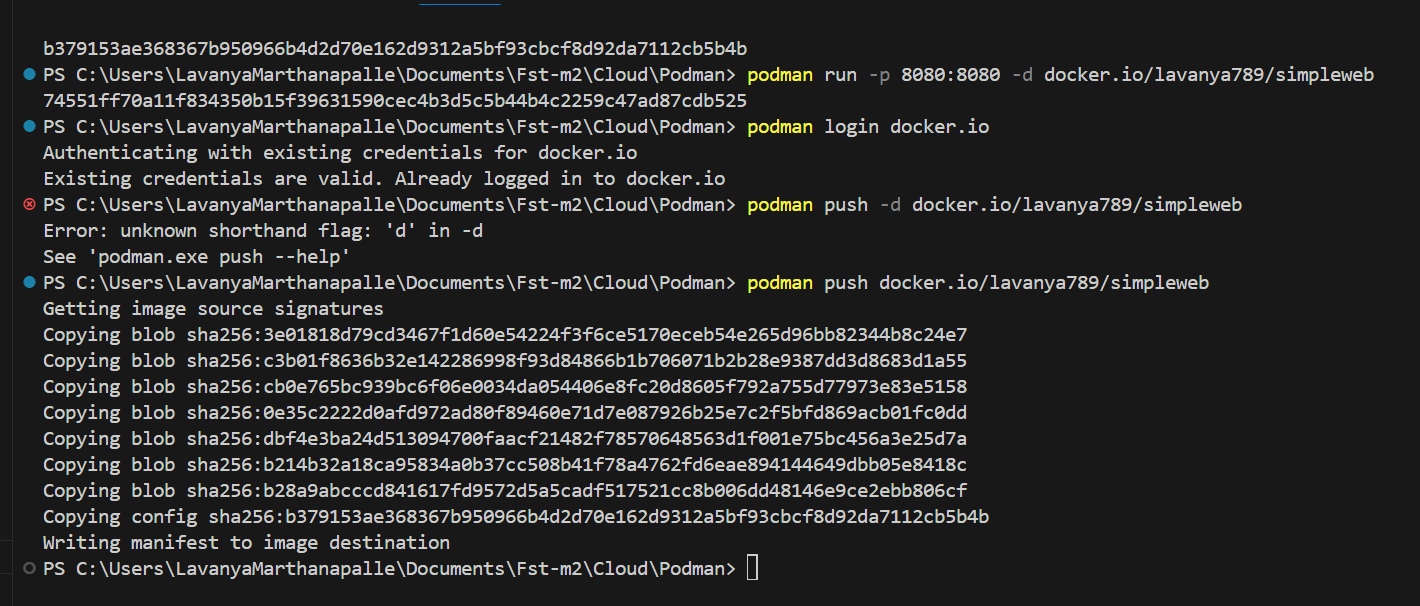 b379153ae368367b950966b4d2d70e162d9312a5bf93cbcf8d92da7112cb5b4b
PS C:\Users\LavanyaMarthanapalle\Documents\Fst-m2\Cloud\Podman> podman run -p 8080:8080 -d docker.io/lavanya789/simpleweb
74551ff70a11f834350b15f39631590cec4b3d5c5b44b4c2259c47ad87cdb525
PS C:\Users\LavanyaMarthanapalle\Documents\Fst-m2\Cloud\Podman> podman login docker.io
Authenticating with existing credentials for docker.io
Existing credentials are valid. Already logged in to docker.io
PS C:\Users\LavanyaMarthanapalle\Documents\Fst-m2\Cloud\Podman> podman push -d docker.io/lavanya789/simpleweb
Error: unknown shorthand flag: 'd' in -d
See 'podman.exe push --help'
PS C:\Users\LavanyaMarthanapalle\Documents\Fst-m2\Cloud\Podman> podman push docker.io/lavanya789/simpleweb
Getting image source signatures
Copying blob sha256:3e01818d79cd3467f1d60e54224f3f6ce5170eceb54e265d96bb82344b8c24e7
Copying blob sha256:c3b01f8636b32e142286998f93d84866b1b706071b2b28e9387dd3d8683d1a55
Copying blob sha256:cb0e765bc939bc6f06e0034da054406e8fc20d8605f792a755d77973e83e5158
Copying blob sha256:0e35c2222d0afd972ad80f89460e71d7e087926b25e7c2f5bfd869acb01fc0dd
Copying blob sha256:dbf4e3ba24d513094700faacf21482f78570648563d1f001e75bc456a3e25d7a
Copying blob sha256:b214b32a18ca95834a0b37cc508b41f78a4762fd6eae894144649dbb05e8418c
Copying blob sha256:b28a9abcccd841617fd9572d5a5cadf517521cc8b006dd48146e9ce2ebb806cf
Copying config sha256:b379153ae368367b950966b4d2d70e162d9312a5bf93cbcf8d92da7112cb5b4b
Writing manifest to image destination
PS C:\Users\LavanyaMarthanapalle\Documents\Fst-m2\Cloud\Podman>